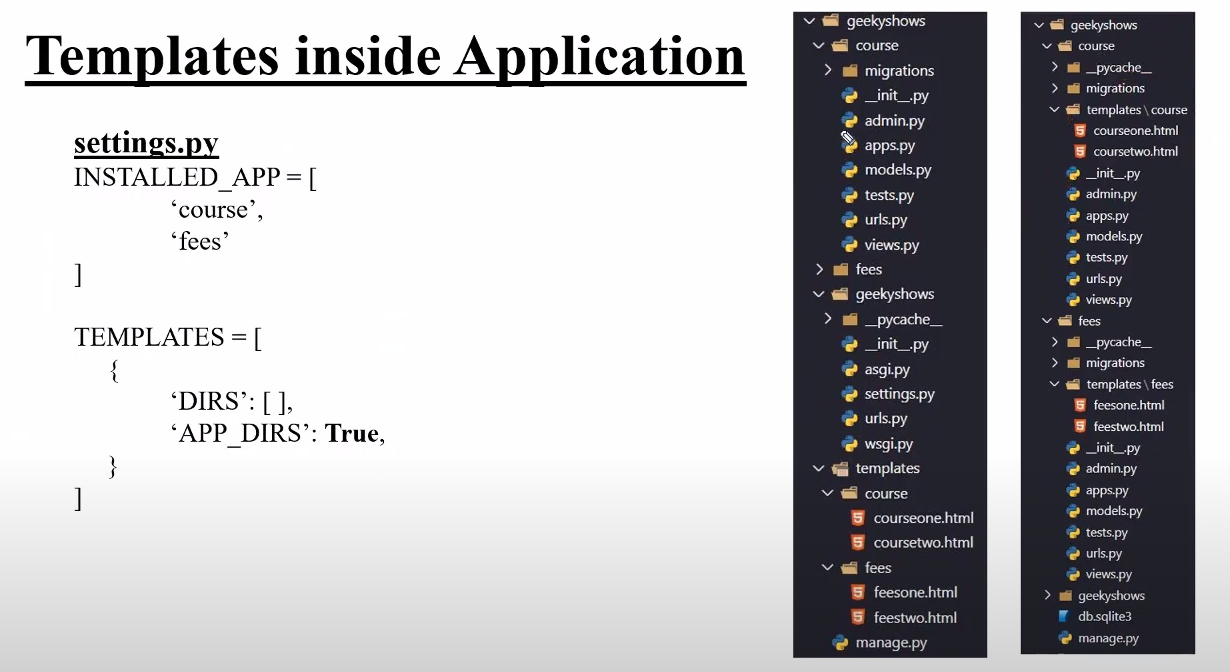 Templates inside Application
settings.py
INSTALLED_APP = [
‘course’,
‘fees’
]
TEMPLATES = [
{
‘DIRS’: [ ],
‘APP_DIRS’: True,
}
]
geekyshows
course
migrations
__init__.py
admin.py
apps.py
models.py
tests.py
urls.py
views.py
fees
geekyshows
__pycache__
__init__.py
asgi.py
settings.py
urls.py
wsgi.py
templates
course
courseone.html
coursetwo.html
fees
feesone.html
feestwo.html
manage.py
geekyshows
course
__pycache__
migrations
templates \ course
courseone.html
coursetwo.html
__init__.py
admin.py
apps.py
models.py
tests.py
urls.py
views.py
fees
__pycache__
migrations
templates \ fees
feesone.html
feestwo.html
__init__.py
admin.py
apps.py
models.py
tests.py
urls.py
views.py
geekyshows
db.sqlite3
manage.py